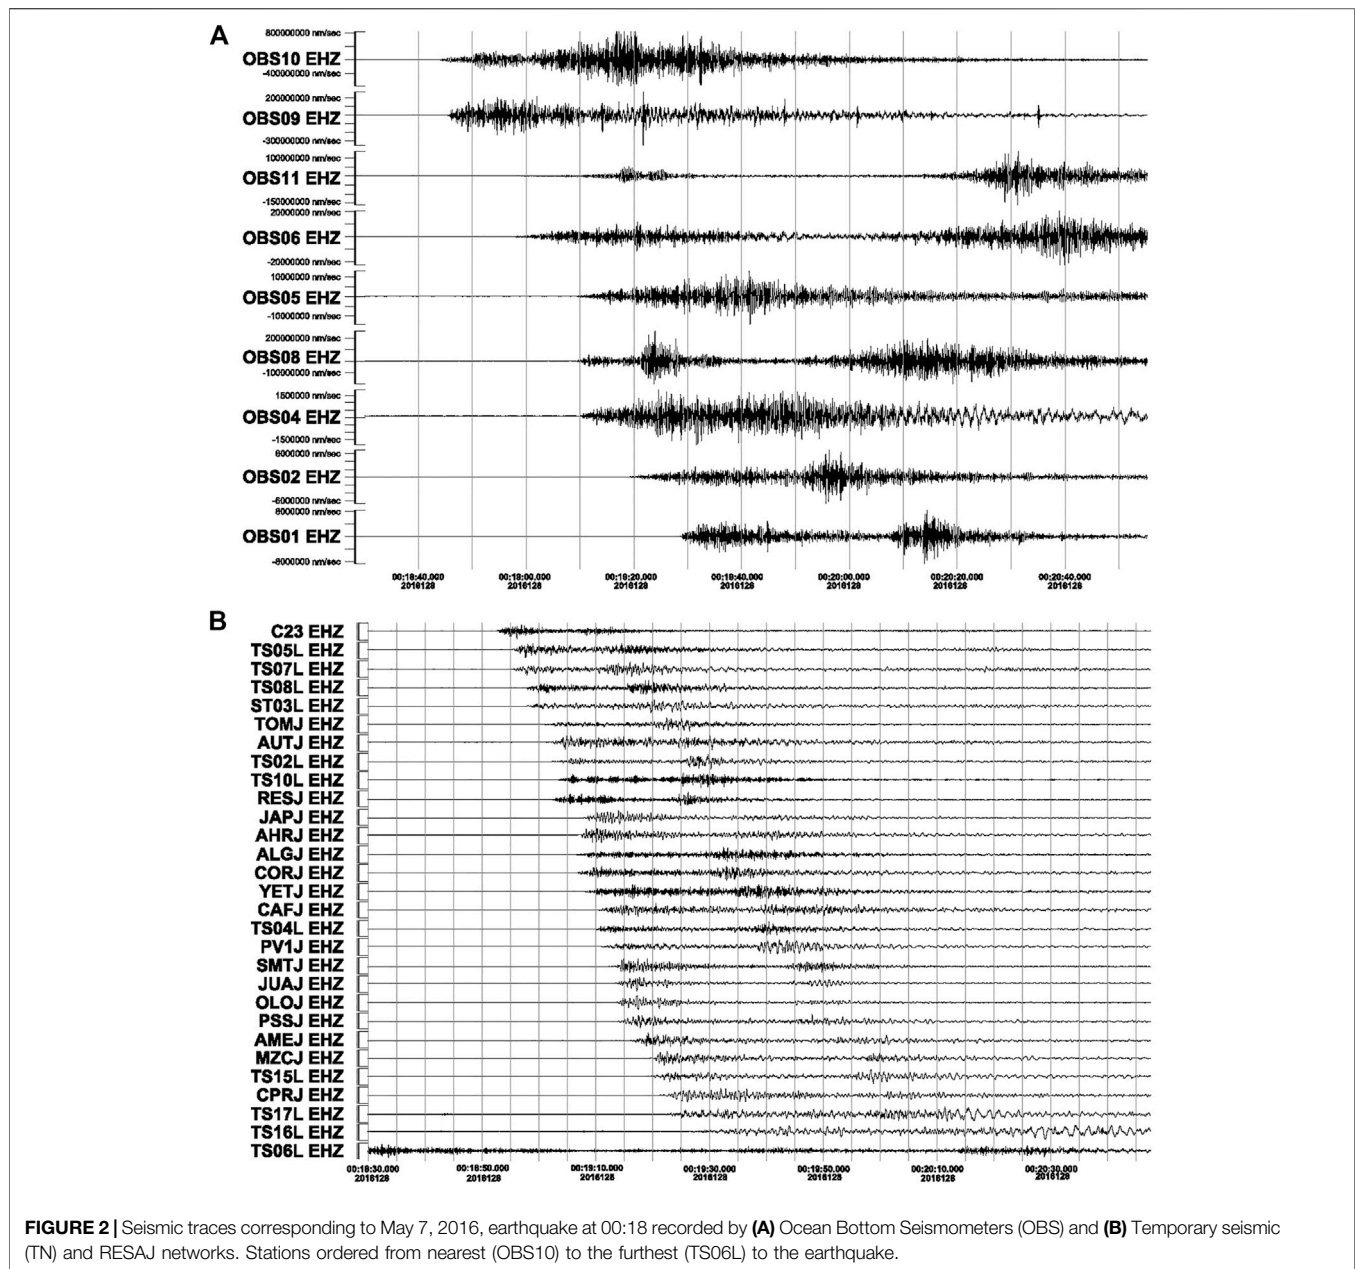 A
800000000 nm/sec
OBS10 EHZ
-400000000 nm/sec
200000000 nm/sec
OBS09 EHZ
-300000000 nm/sec
100000000 nm/sec
OBS11 EHZ
-150000000 nm/sec
20000000 nm/sec
OBS06 EHZ
-20000000 nm/sec
10000000 nm/sec
OBS05 EHZ
-10000000 nm/sec
200000000 nm/sec
OBS08 EHZ
-100000000 nm/sec
1500000 nm/sec
OBS04 EHZ
-1500000 nm/sec
6000000 nm/sec
OBS02 EHZ
-6000000 nm/sec
8000000 nm/sec
OBS01 EHZ
-8000000 nm/sec
00:18:40.000 00:19:00.000 00:19:20.000 00:19:40.000 00:20:00.000 00:20:20.000 00:20:40.000
2016128 2016128 2016128 2016128 2016128 2016128 2016128
B
C23 EHZ
TS05L EHZ
TS07L EHZ
TS08L EHZ
ST03L EHZ
TOMJ EHZ
AUTJ EHZ
TS02L EHZ
TS10L EHZ
RESJ EHZ
JAPJ EHZ
AHRJ EHZ
ALGJ EHZ
CORJ EHZ
YETJ EHZ
CAFJ EHZ
TS04L EHZ
PV1J EHZ
SMTJ EHZ
JUAJ EHZ
OLOJ EHZ
PSSJ EHZ
AMEJ EHZ
MZCJ EHZ
TS15L EHZ
CPRJ EHZ
TS17L EHZ
TS16L EHZ
TS06L EHZ
00:18:30.000 00:18:50.000 00:19:10.000 00:19:30.000 00:19:50.000 00:20:10.000 00:20:30.000
2016128 2016128 2016128 2016128 2016128 2016128 2016128
FIGURE 2 | Seismic traces corresponding to May 7, 2016, earthquake at 00:18 recorded by (A) Ocean Bottom Seismometers (OBS) and (B) Temporary seismic
(TN) and RESAJ networks. Stations ordered from nearest (OBS10) to the furthest (TS06L) to the earthquake.